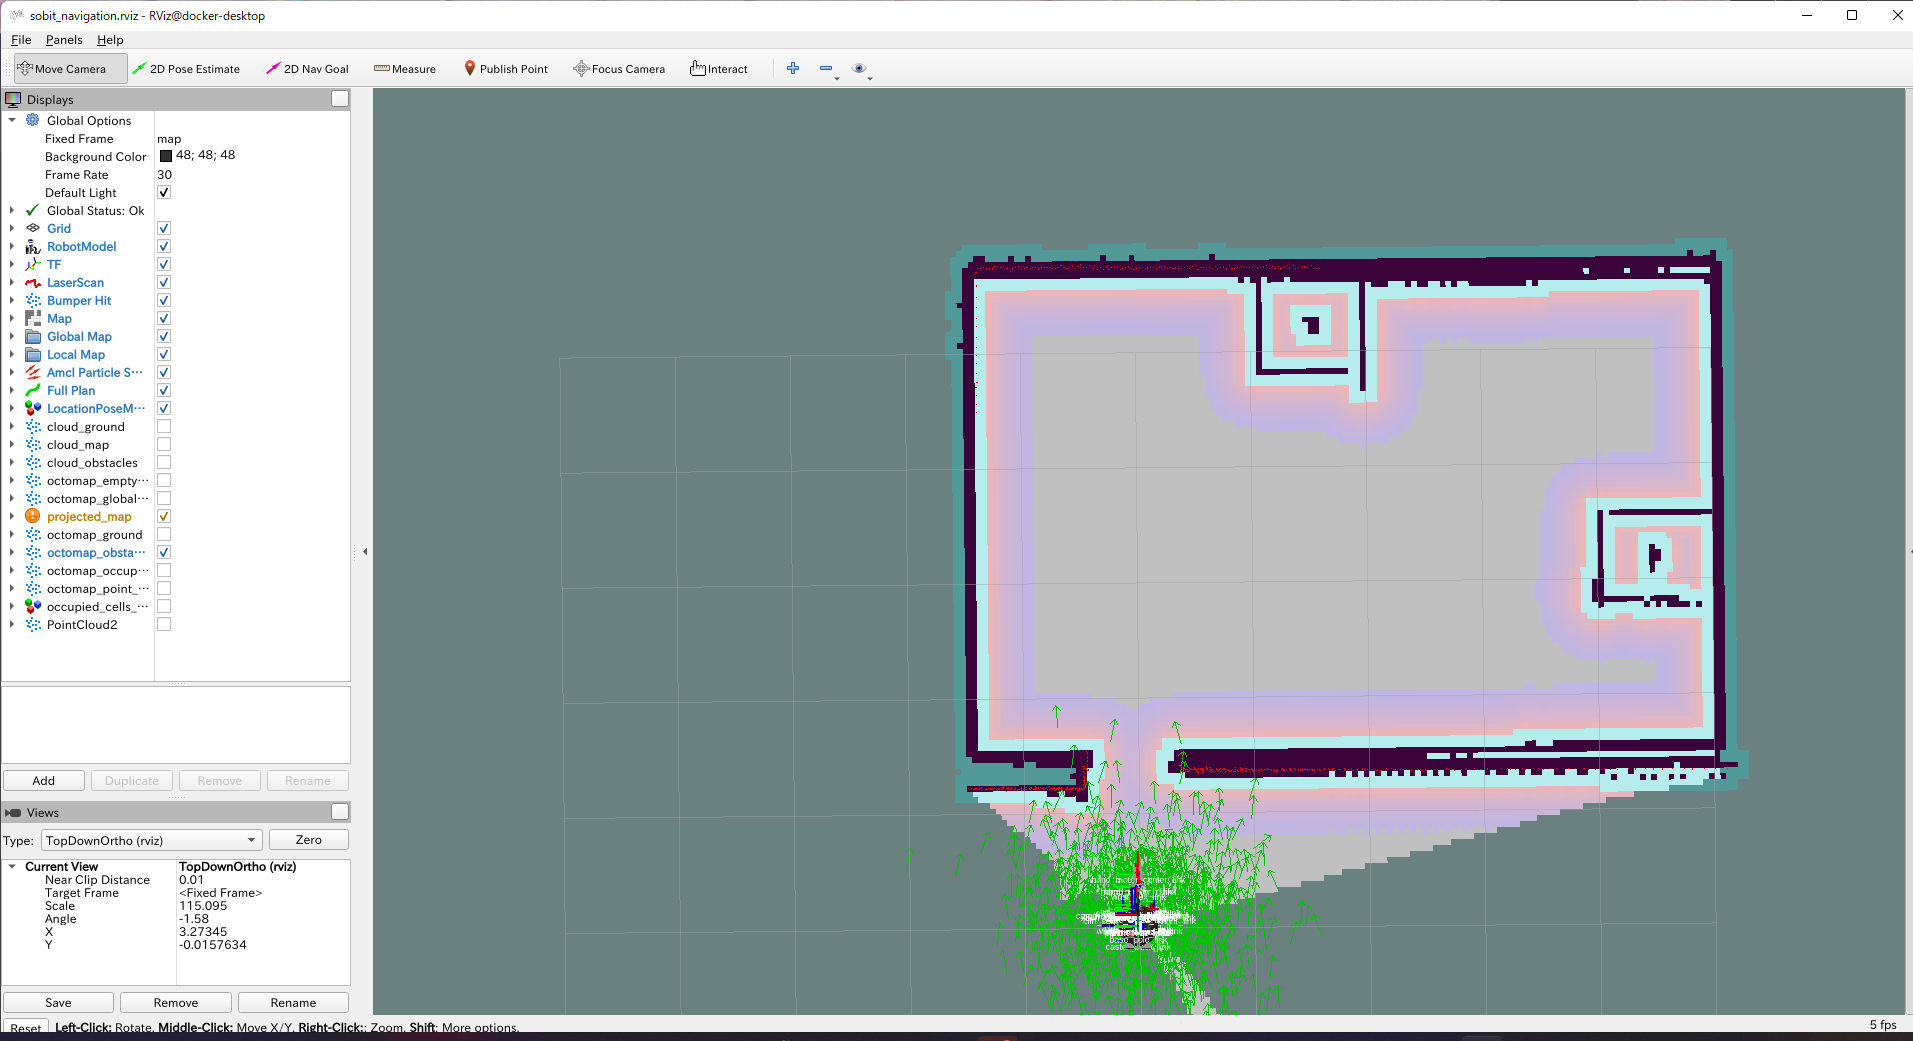 sobit_navigation.rviz - RViz@docker-desktop
File Panels Help
Move Camera 2D Pose Estimate 2D Nav Goal Measure Publish Point Focus Camera Interact
Displays
Global Options
Fixed Frame map
Background Color 48; 48; 48
Frame Rate 30
Default Light
Global Status: Ok
Grid
RobotModel
TF
LaserScan
Bumper Hit
Map
Global Map
Local Map
Amcl Particle S···
Full Plan
LocationPoseM···
cloud_ground
cloud_map
cloud_obstacles
octomap_empty···
octomap_global···
projected_map
octomap_ground
octomap_obsta···
octomap_occup···
octomap_point_···
occupied_cells_···
PointCloud2
Add Duplicate Remove Rename
Views
Type: TopDownOrtho (rviz) Zero
Current View TopDownOrtho (rviz)
Near Clip Distance 0.01
Target Frame <Fixed Frame>
Scale 115.095
Angle -1.58
X 3.27345
Y -0.0157634
Save Remove Rename
Reset Left-Click: Rotate. Middle-Click: Move X/Y. Right-Click:: Zoom. Shift: More options. 5 fps